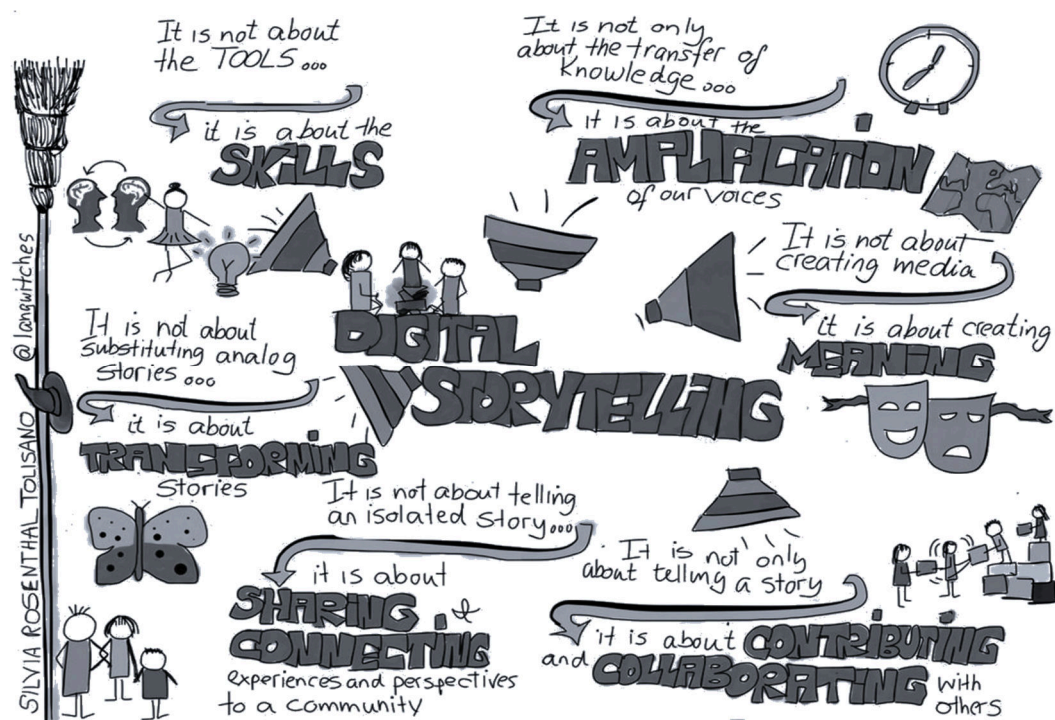 It is not about
the TOOLS...
it is about the
SKiLLS
It is not only
about the transfer of
Knowledge...
it is about the
AMPLiFiCATiON
of our voices
It is not about
creating media
it is about creating
MEANiNG
DiGiTAL
STORYTELLiNG
It is not about
substituting analog
Stories...
it is about
TRANSFORMiNG
Stories
It is not about telling
an isolated Story...
it is about
SHARiNG &
CONNECTiNG
experiences and perspectives
to a community
It is not only
about telling a story
it is about CONTRiBUTiNG
and COLLABORATiNG with
others
SILVIA ROSENTHAL TOLISANO @langwitches